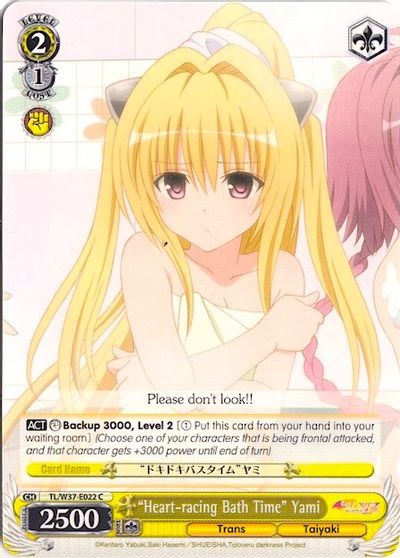 LEVEL
2
1
COST
Please don't look!!
ACT Backup 3000, Level 2 [① Put this card from your hand into your
waiting room] (Choose one of your characters that is being frontal attacked,
and that character gets +3000 power until end of turn)
Card Name
“ドキドキバスタイム”ヤミ
CH TL/W37-E022 C
“Heart-racing Bath Time” Yami
POWER
2500
Trans
Taiyaki
©Kentaro Yabuki,Saki Hasemi／SHUEISHA,Toloveru darkness Project